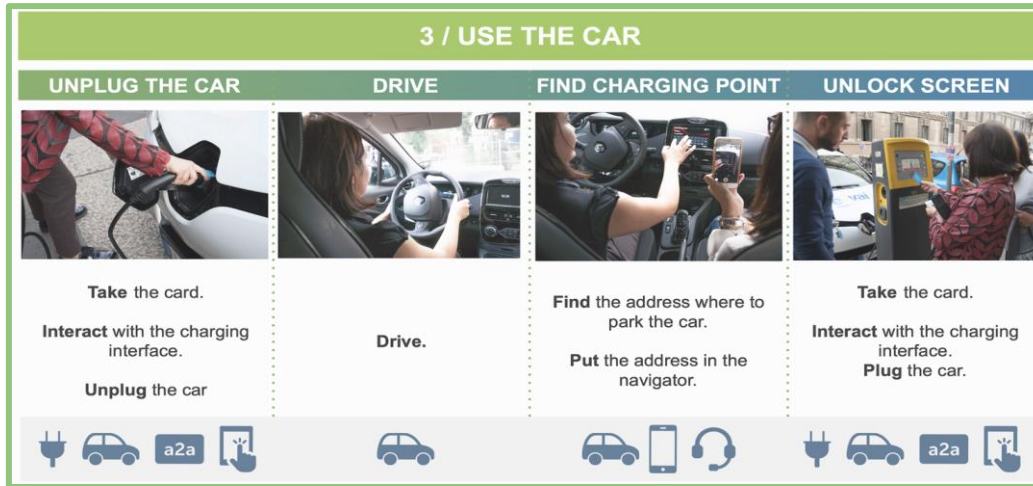 3 / USE THE CAR
UNPLUG THE CAR
Take the card.
Interact with the charging
interface.
Unplug the car
a2a
DRIVE
Drive.
FIND CHARGING POINT
Find the address where to
park the car.
Put the address in the
navigator.
UNLOCK SCREEN
Take the card.
Interact with the charging
interface.
Plug the car.
a2a